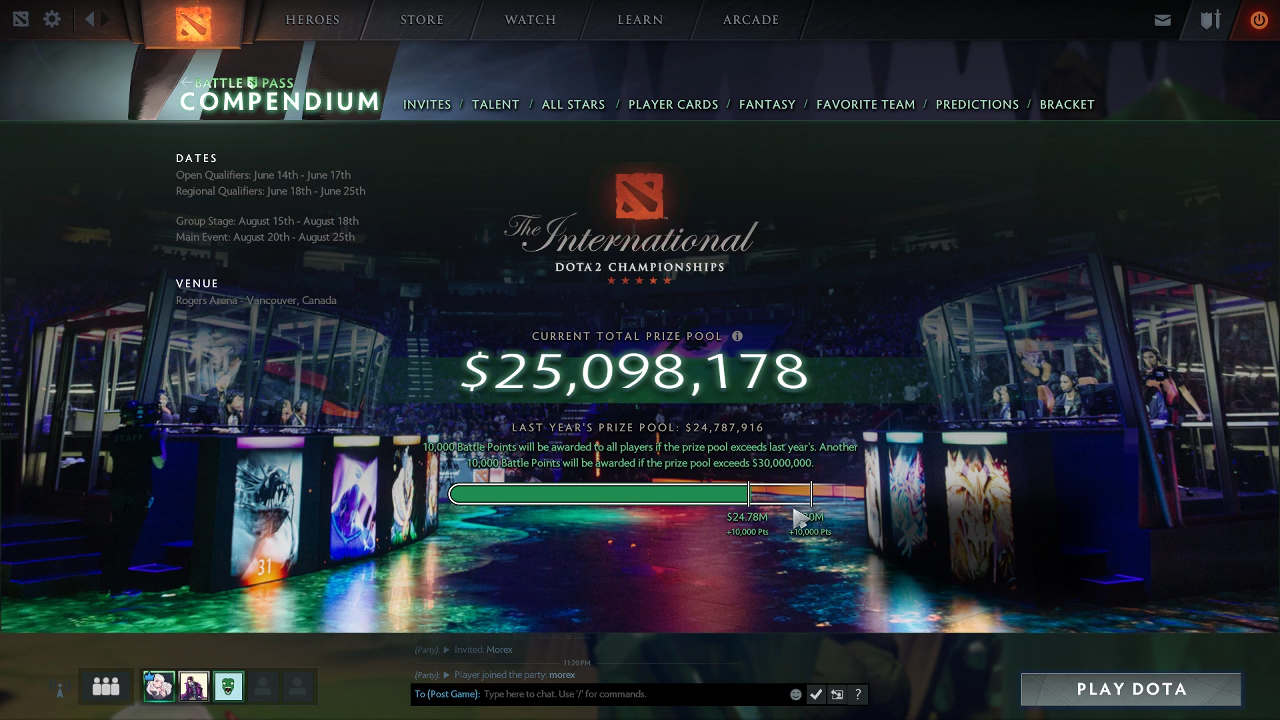 HEROES
STORE
WATCH
LEARN
ARCADE
BATTLE PASS
COMPENDIUM
INVITES / TALENT / ALL STARS / PLAYER CARDS / FANTASY / FAVORITE TEAM / PREDICTIONS / BRACKET
DATES
Open Qualifiers: June 14th - June 17th
Regional Qualifiers: June 18th - June 25th
Group Stage: August 15th - August 18th
Main Event: August 20th - August 25th
VENUE
Rogers Arena - Vancouver, Canada
The International
DOTA 2 CHAMPIONSHIPS
CURRENT TOTAL PRIZE POOL
$25,098,178
LAST YEAR'S PRIZE POOL: $24,787,916
10,000 Battle Points will be awarded to all players if the prize pool exceeds last year's. Another
10,000 Battle Points will be awarded if the prize pool exceeds $30,000,000.
$24.78M
+10,000 Pts
+10,000 Pts
31
(Party): Invited: Morex
11:20 PM
(Party): Player joined the party: morex
To (Post Game): Type here to chat. Use '/' for commands.
?
PLAY DOTA